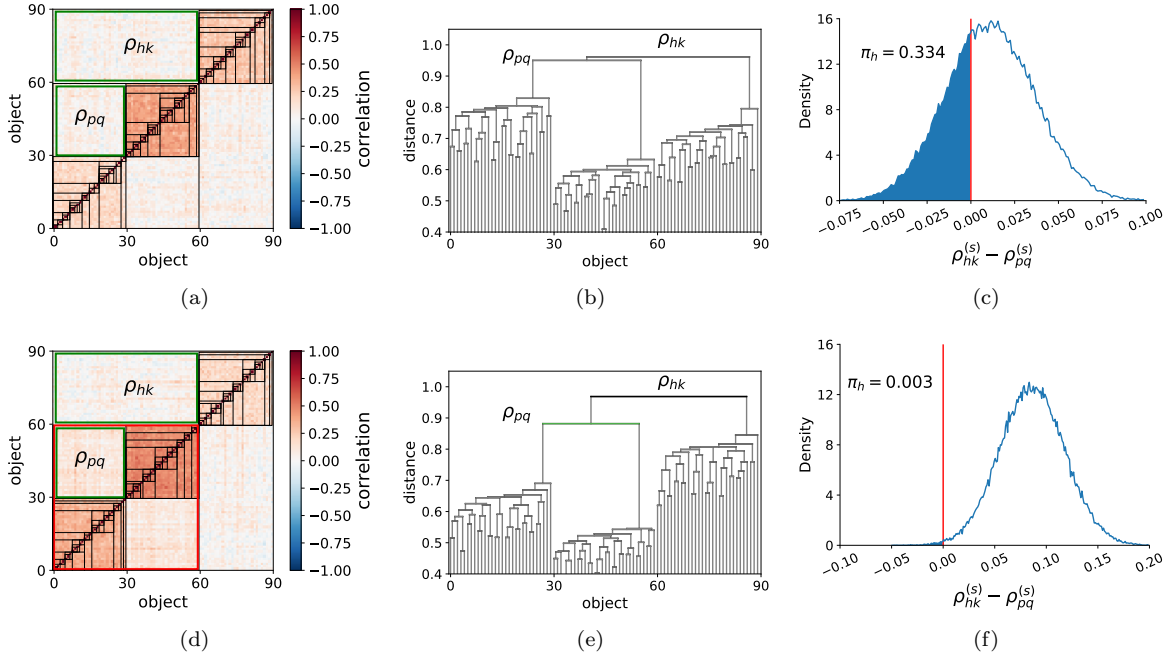 90
60
30
0
0 30 60 90
object
object
ρhk
ρpq
1.00
0.75
0.50
0.25
0.00
−0.25
−0.50
−0.75
−1.00
correlation
(a)
1.0
0.9
0.8
0.7
0.6
0.5
0.4
distance
ρpq
ρhk
0 30 60 90
object
(b)
16
12
8
4
0
Density
πh = 0.334
−0.075 −0.050 −0.025 0.000 0.025 0.050 0.075 0.100
ρhk(s) − ρpq(s)
(c)
90
60
30
0
0 30 60 90
object
object
ρhk
ρpq
1.00
0.75
0.50
0.25
0.00
−0.25
−0.50
−0.75
−1.00
correlation
(d)
1.0
0.9
0.8
0.7
0.6
0.5
0.4
distance
ρpq
ρhk
0 30 60 90
object
(e)
16
12
8
4
0
Density
πh = 0.003
−0.10 −0.05 0.00 0.05 0.10 0.15 0.20
ρhk(s) − ρpq(s)
(f)